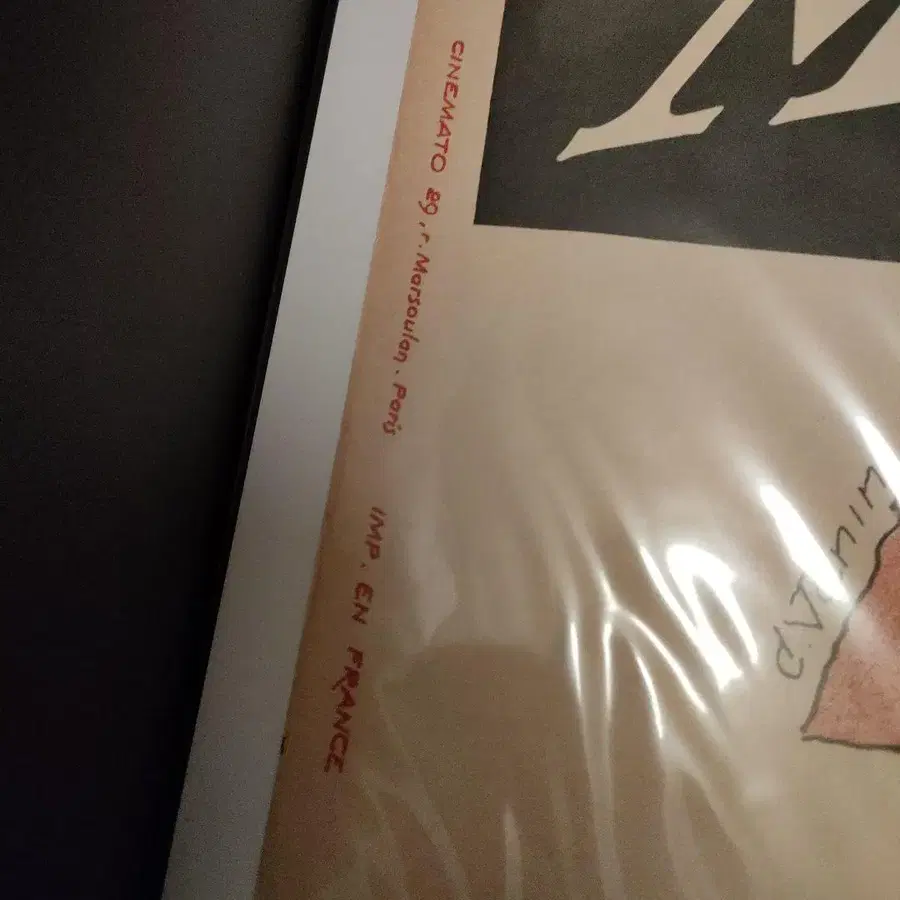 CINEMATO 89, r. Marsoulan. Paris IMP. EN FRANCE
M